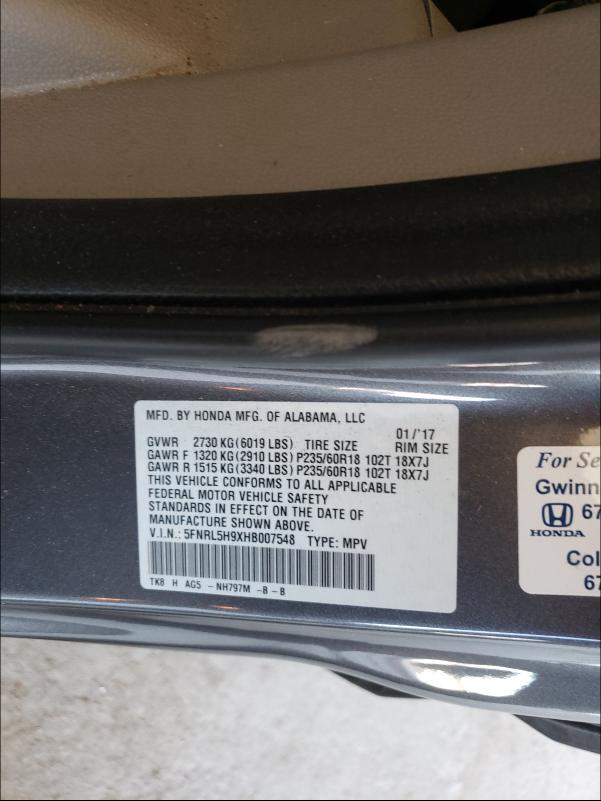 MFD. BY HONDA MFG. OF ALABAMA, LLC
01/'17
GVWR 2730 KG (6019 LBS) TIRE SIZE RIM SIZE
GAWR F 1320 KG (2910 LBS) P235/60R18 102T 18X7J
GAWR R 1515 KG (3340 LBS) P235/60R18 102T 18X7J
THIS VEHICLE CONFORMS TO ALL APPLICABLE
FEDERAL MOTOR VEHICLE SAFETY
STANDARDS IN EFFECT ON THE DATE OF
MANUFACTURE SHOWN ABOVE.
V.I.N.: 5FNRL5H9XHB007548 TYPE: MPV
TK8 H AG5 -NH797M -B-B
For Se
Gwinn
67
HONDA
Col
67